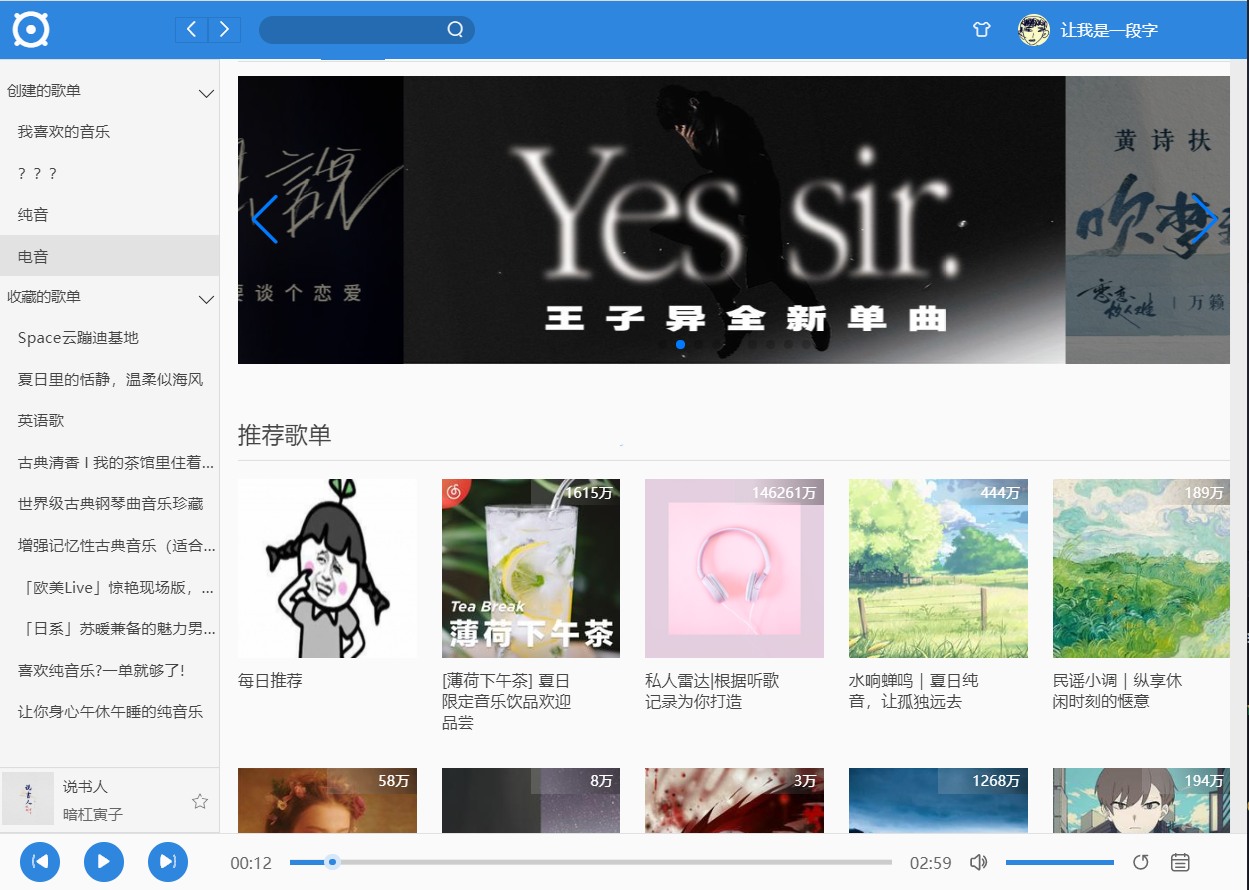 让我是一段字
创建的歌单
我喜欢的音乐
? ? ?
纯音
电音
收藏的歌单
Space云蹦迪基地
夏日里的恬静，温柔似海风
英语歌
古典清香 I 我的茶馆里住着...
世界级古典钢琴曲音乐珍藏
增强记忆性古典音乐（适合...
「欧美Live」惊艳现场版，...
「日系」苏暖兼备的魅力男...
喜欢纯音乐?一单就够了!
让你身心午休午睡的纯音乐
说
谈个恋爱
Yes sir.
王子异全新单曲
黄诗扶
吹梦
万籁
推荐歌单
1615万
146261万
444万
189万
Tea Break
薄荷下午茶
每日推荐
[薄荷下午茶] 夏日
限定音乐饮品欢迎
品尝
私人雷达|根据听歌
记录为你打造
水响蝉鸣 | 夏日纯
音，让孤独远去
民谣小调 | 纵享休
闲时刻的惬意
58万
8万
3万
1268万
194万
说书人
说书人
暗杠寅子
00:12
02:59